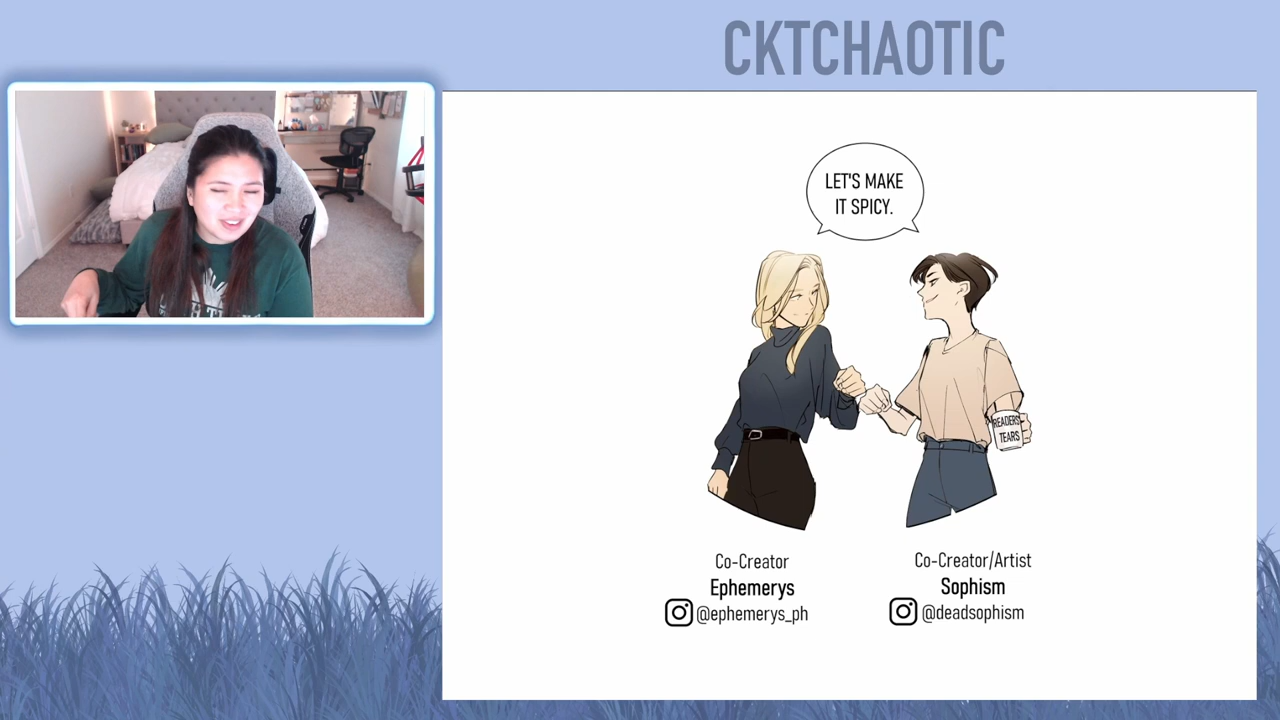 CKTCHAOTIC
LET'S MAKE
IT SPICY.
READERS
TEARS
Co-Creator
Ephemerys
@ephemerys_ph
Co-Creator/Artist
Sophism
@deadsophism